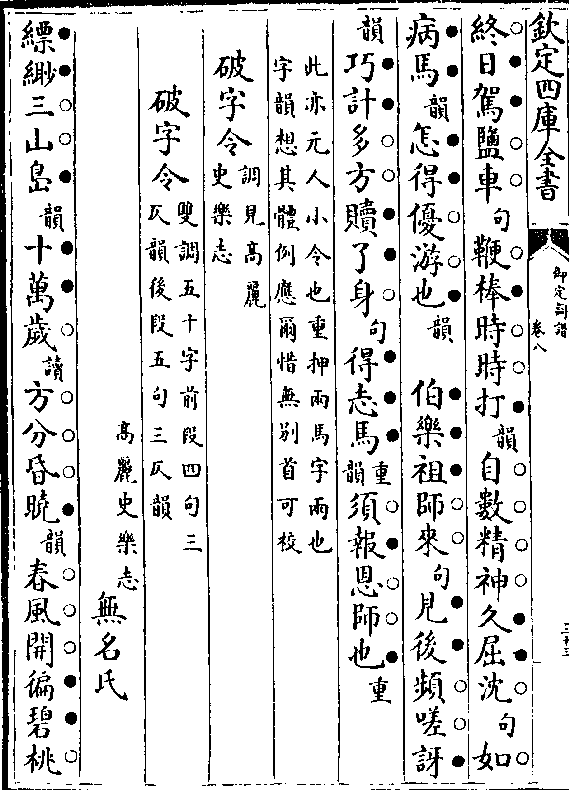 欽定四庫全書
御定詞譜
卷八
終日駕鹽車句鞭棒時時打韻自數精神久屈沈句如
病馬韻怎得優游也韻 伯樂祖師來句見後頻嗟訝
韻巧計多方贖了身句得志馬重韻須報恩師也重
此亦元人小令也重押兩馬字兩也
字韻想其體例應爾惜無别首可校
破字令調見高麗
史樂志
破字令雙調五十字前段四句三
仄韻後段五句三仄韻
高麗史樂志 無名氏
縹緲三山島韻十萬歲讀方分昏曉韻春風開徧碧桃